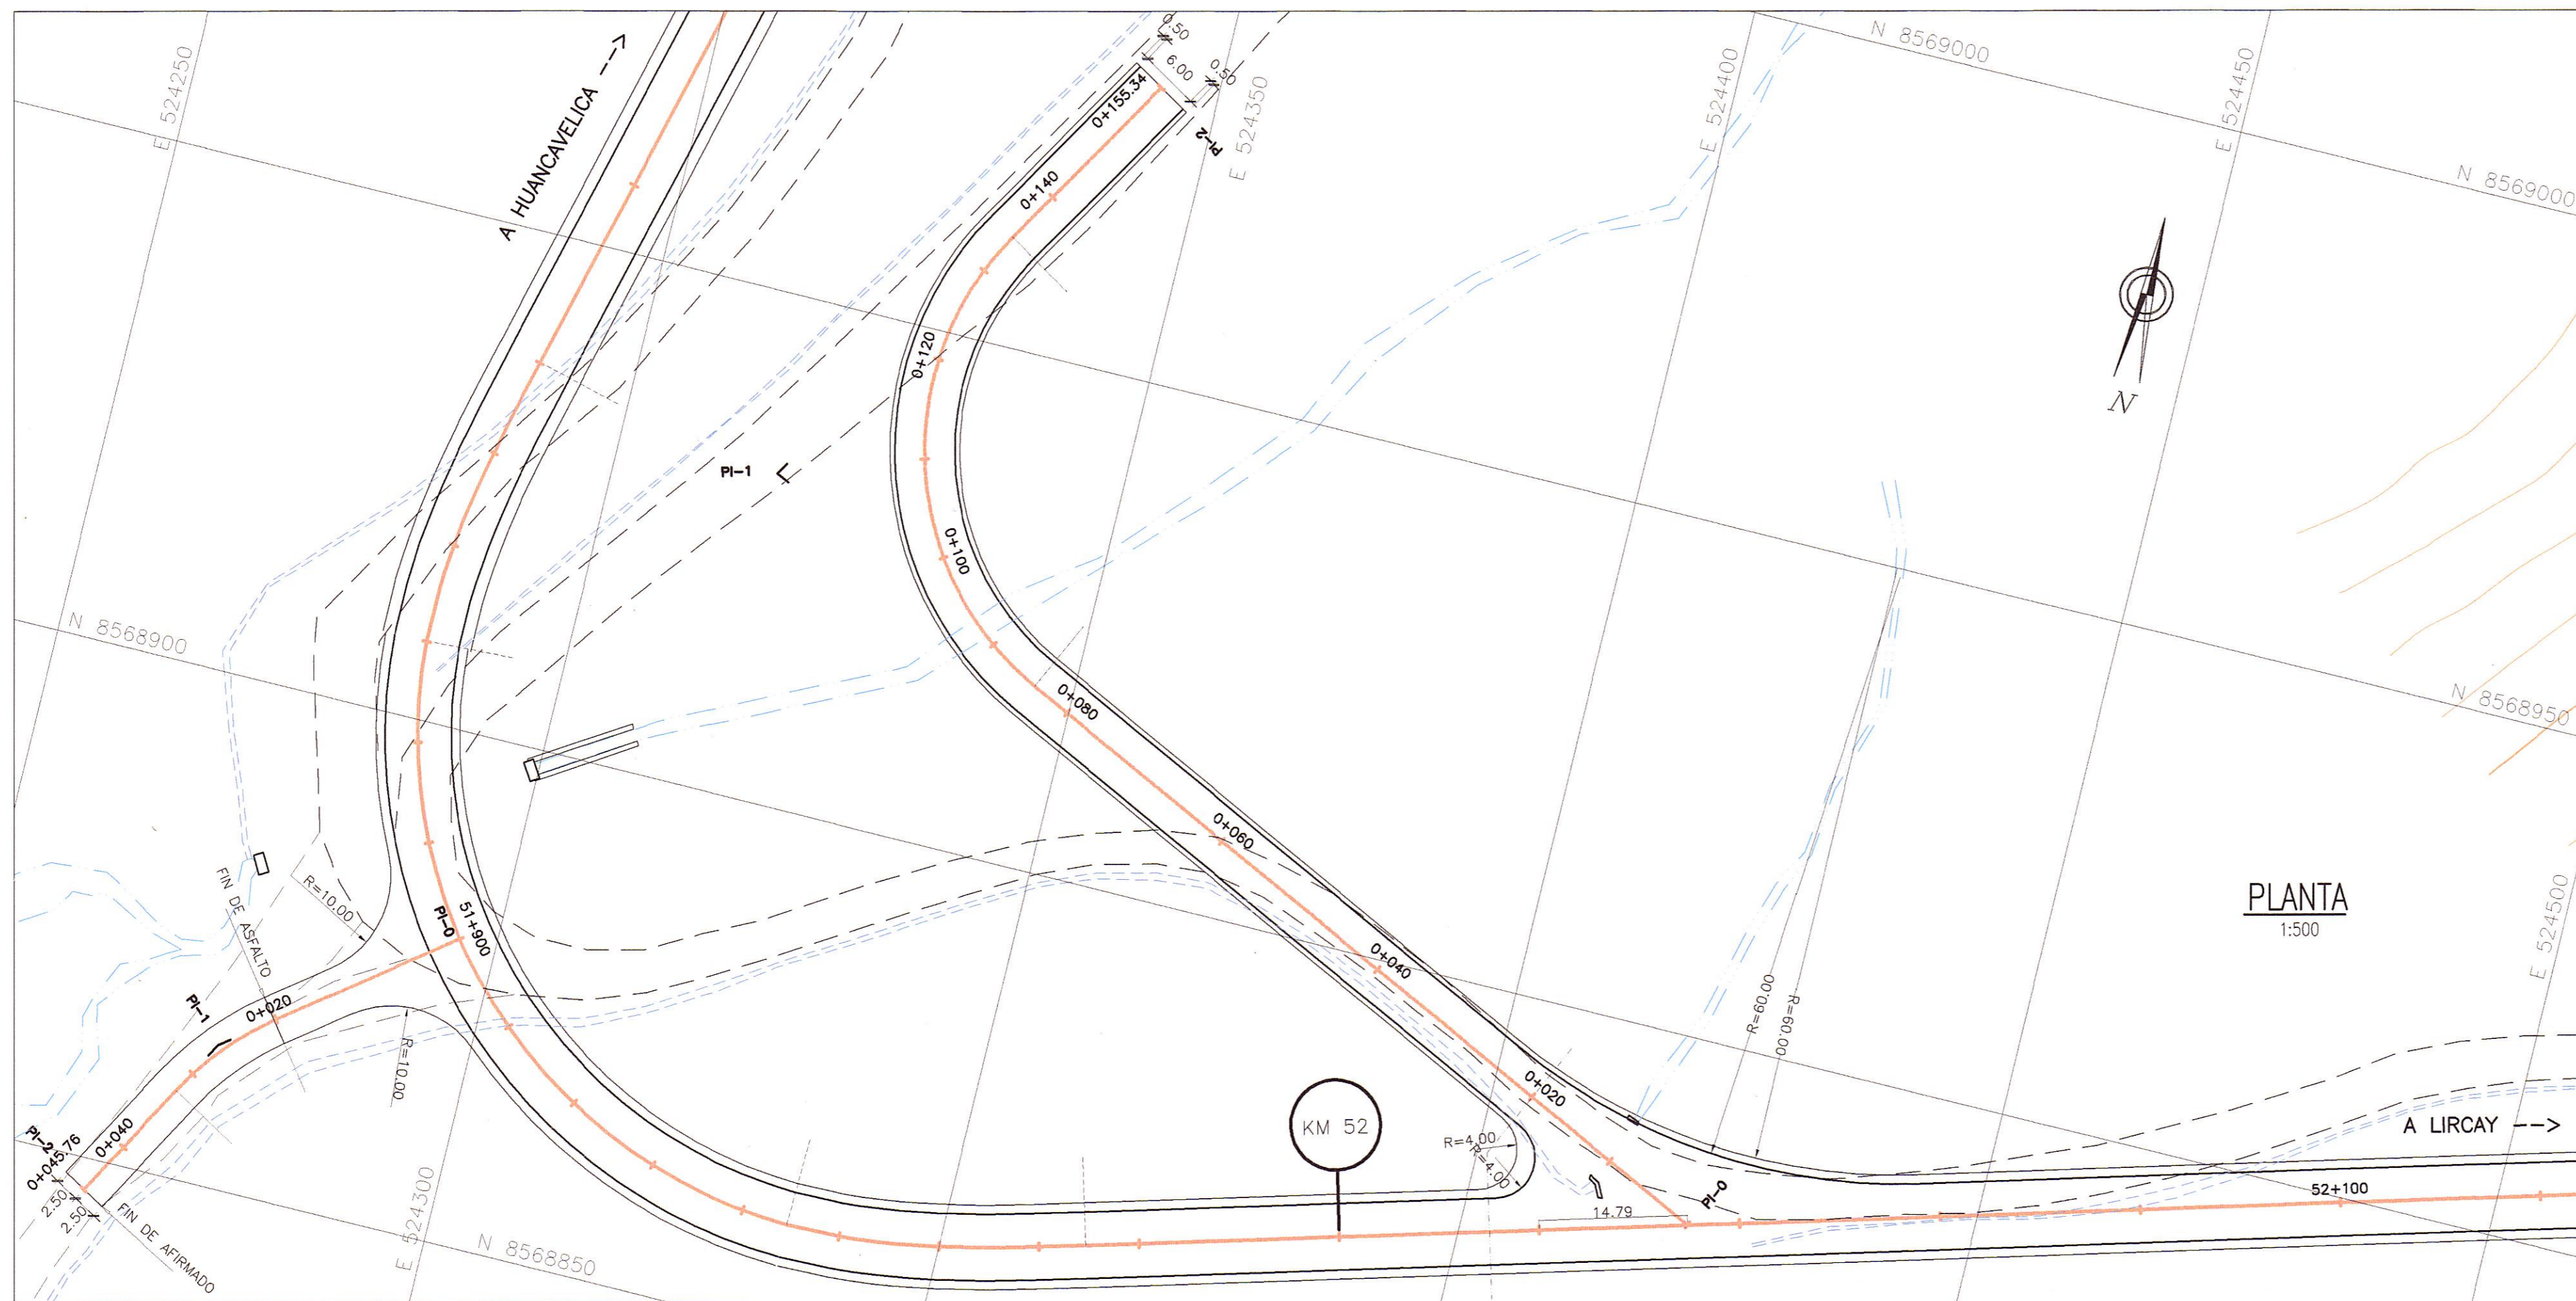 E 524250
A HUANCAVELICA --->
0.50
6.00
0.50
0+155.34
PI-2
E 524350
E 524400
N 8569000
E 524450
N 8569000
0+140
0+120
PI-1
N
0+100
N 8568900
0+080
N 8568950
0+060
R=10.00
FIN DE ASFALTO
PI-0
51+900
PLANTA
1:500
E 524500
0+040
R=60.00
R=60.00
PI-1
0+020
R=10.00
0+020
KM 52
R=4.00
R=4.00
A LIRCAY -->
PI-2
0+045.76
0+040
2.50
2.50
FIN DE AFIRMADO
E 524300
N 8568850
14.79
PI-0
52+100